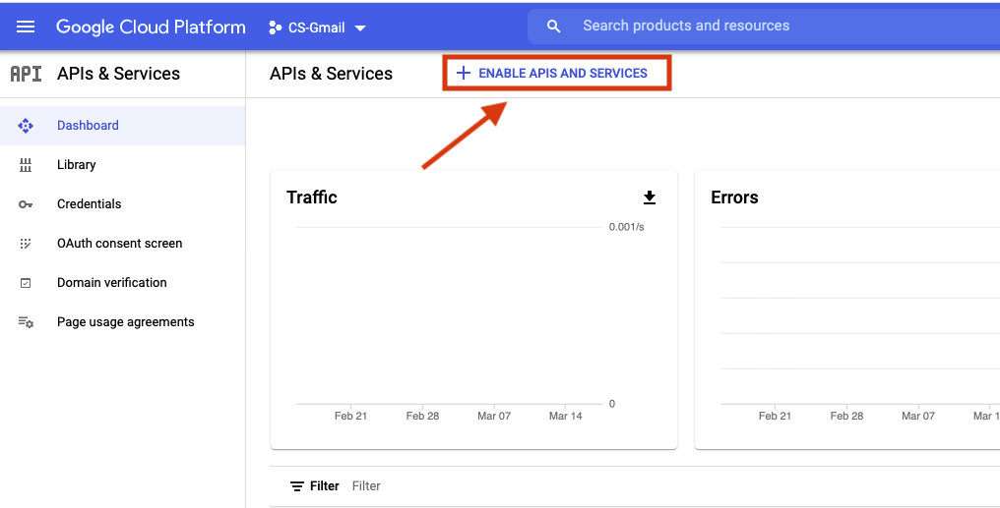 Google Cloud Platform CS-Gmail Search products and resources
API APIs & Services
APIs & Services + ENABLE APIS AND SERVICES
Dashboard
Library
Credentials
OAuth consent screen
Domain verification
Page usage agreements
Traffic
0.001/s
0
Feb 21 Feb 28 Mar 07 Mar 14
Errors
Feb 21 Feb 28 Mar 07 Mar 1
Filter Filter